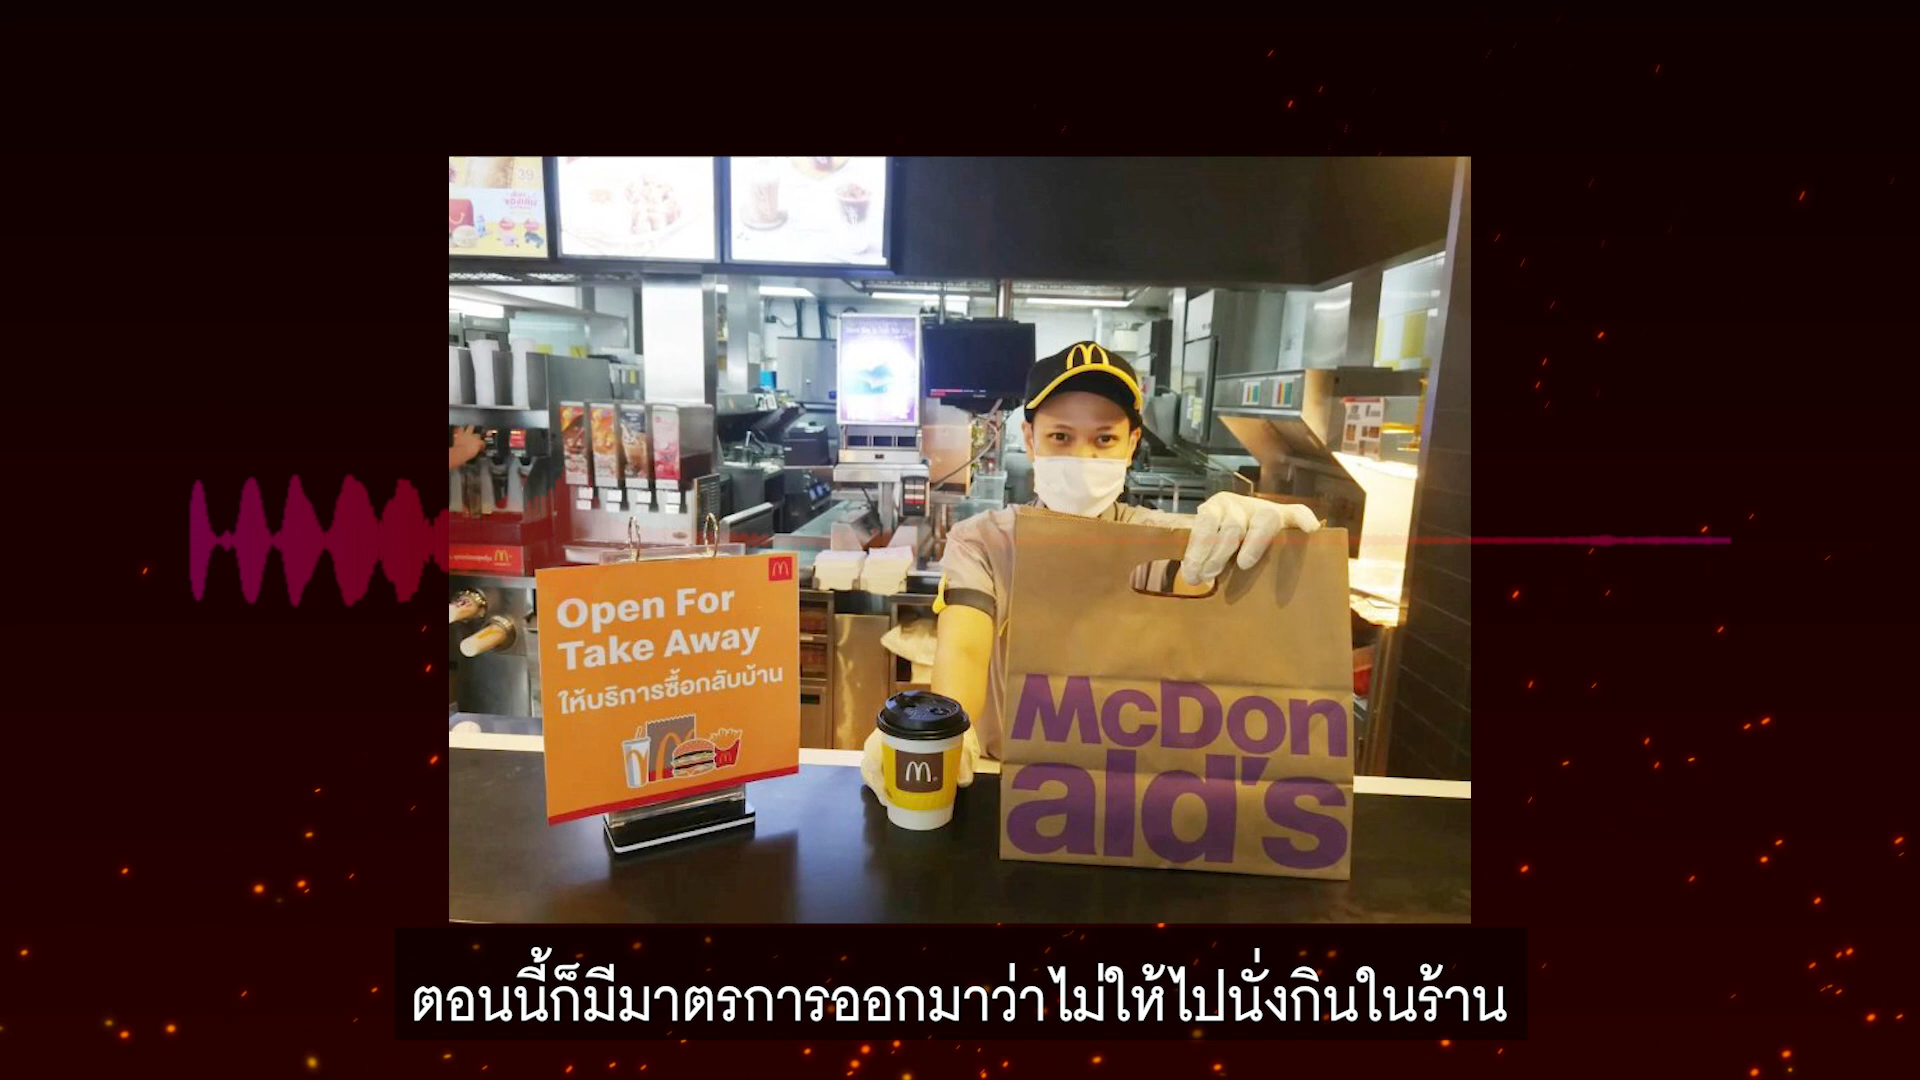 39
Open For
Take Away
ให้บริการซื้อกลับบ้าน
McDon
ald's
ตอนนี้ก็มีมาตรการออกมาว่าไม่ให้ไปนั่งกินในร้าน